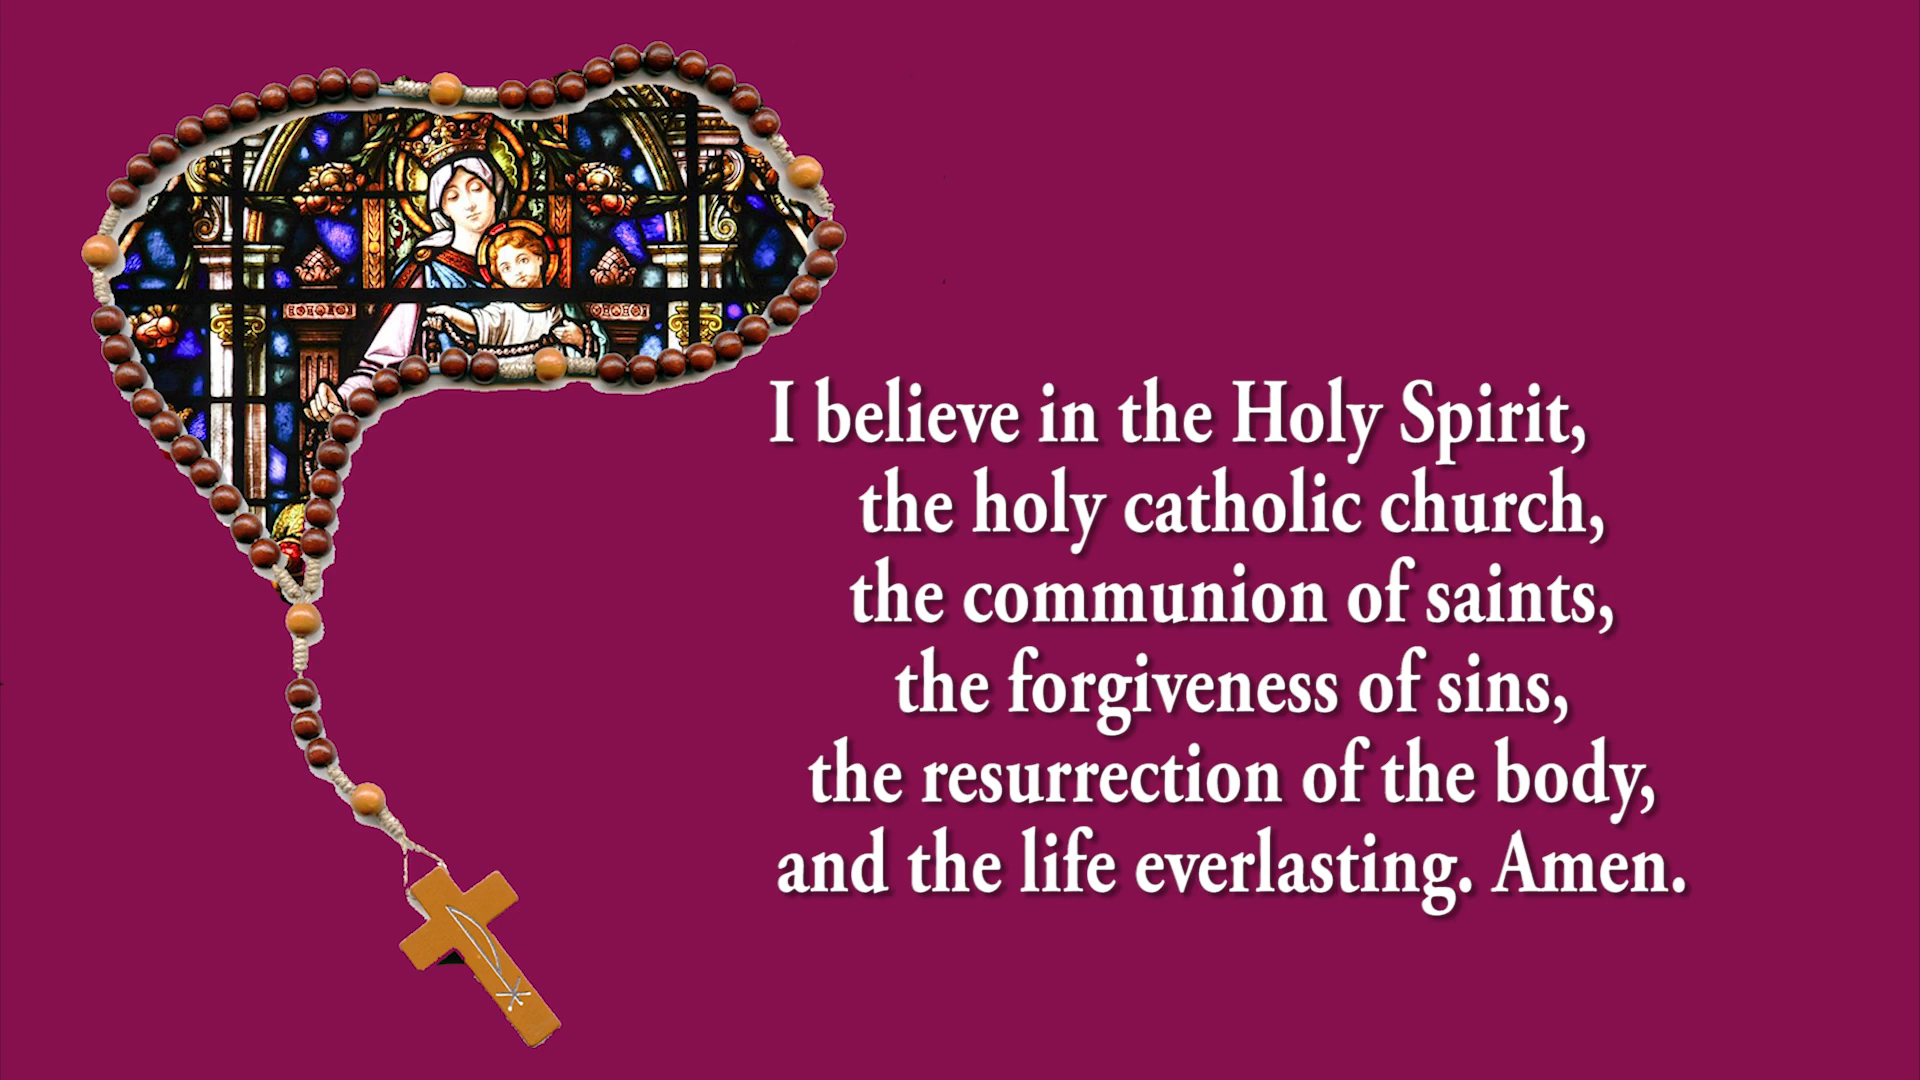 I believe in the Holy Spirit,
the holy catholic church,
the communion of saints,
the forgiveness of sins,
the resurrection of the body,
and the life everlasting. Amen.